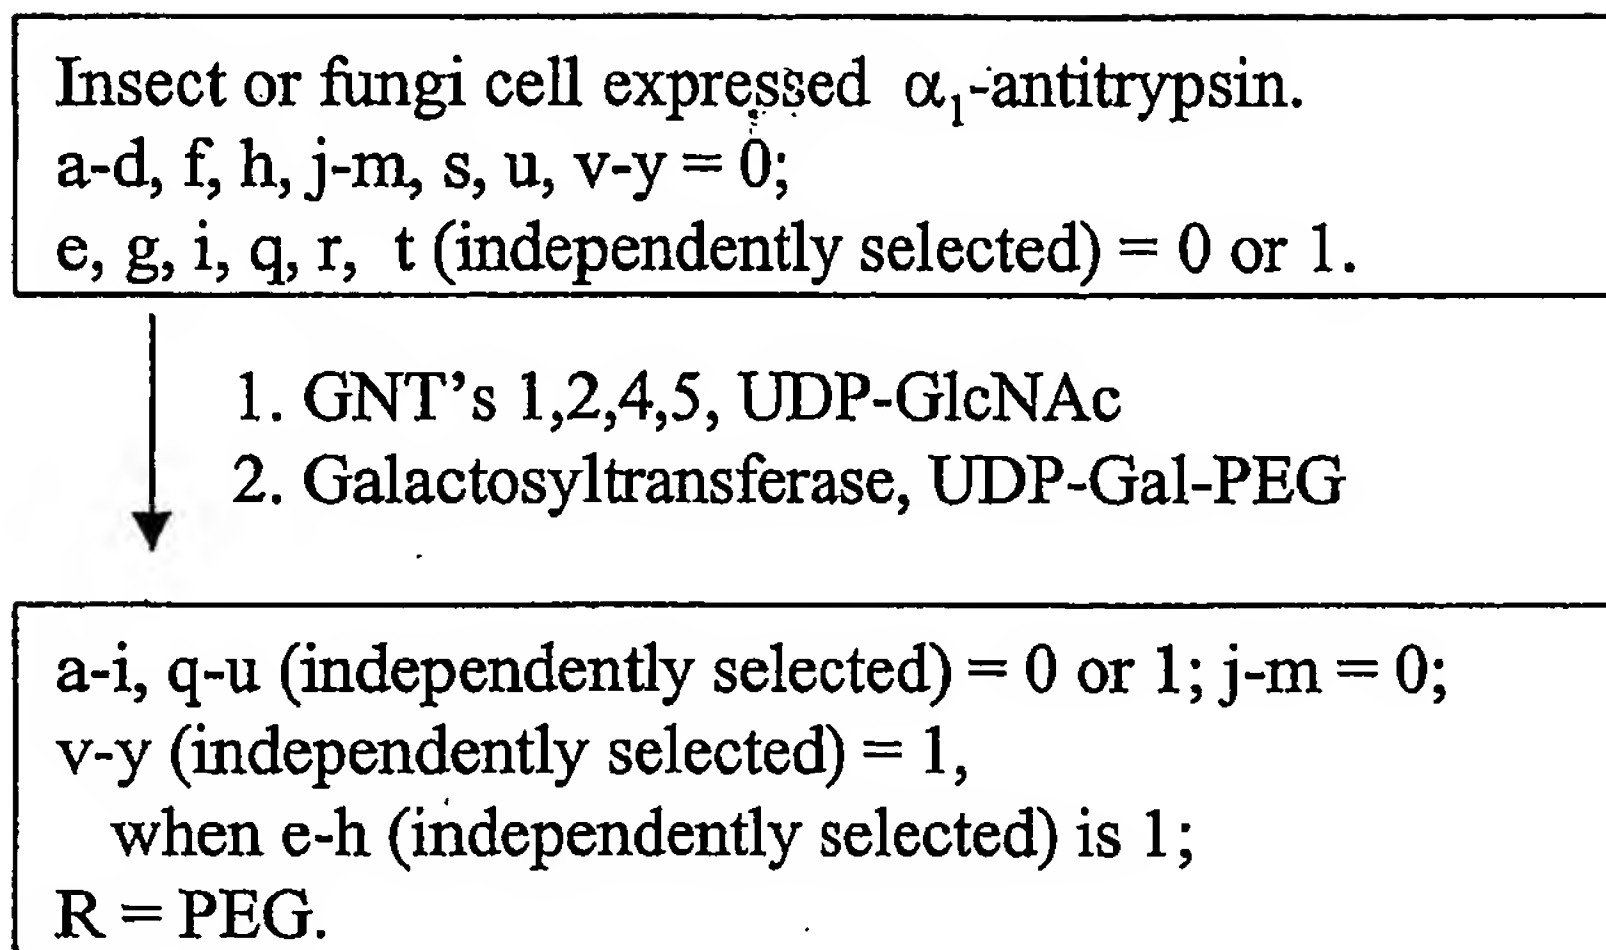 Insect or fungi cell expressed α₁-antitrypsin.
a-d, f, h, j-m, s, u, v-y = 0;
e, g, i, q, r, t (independently selected) = 0 or 1.
1. GNT's 1,2,4,5, UDP-GlcNAc
2. Galactosyltransferase, UDP-Gal-PEG
a-i, q-u (independently selected) = 0 or 1; j-m = 0;
v-y (independently selected) = 1,
when e-h (independently selected) is 1;
R = PEG.